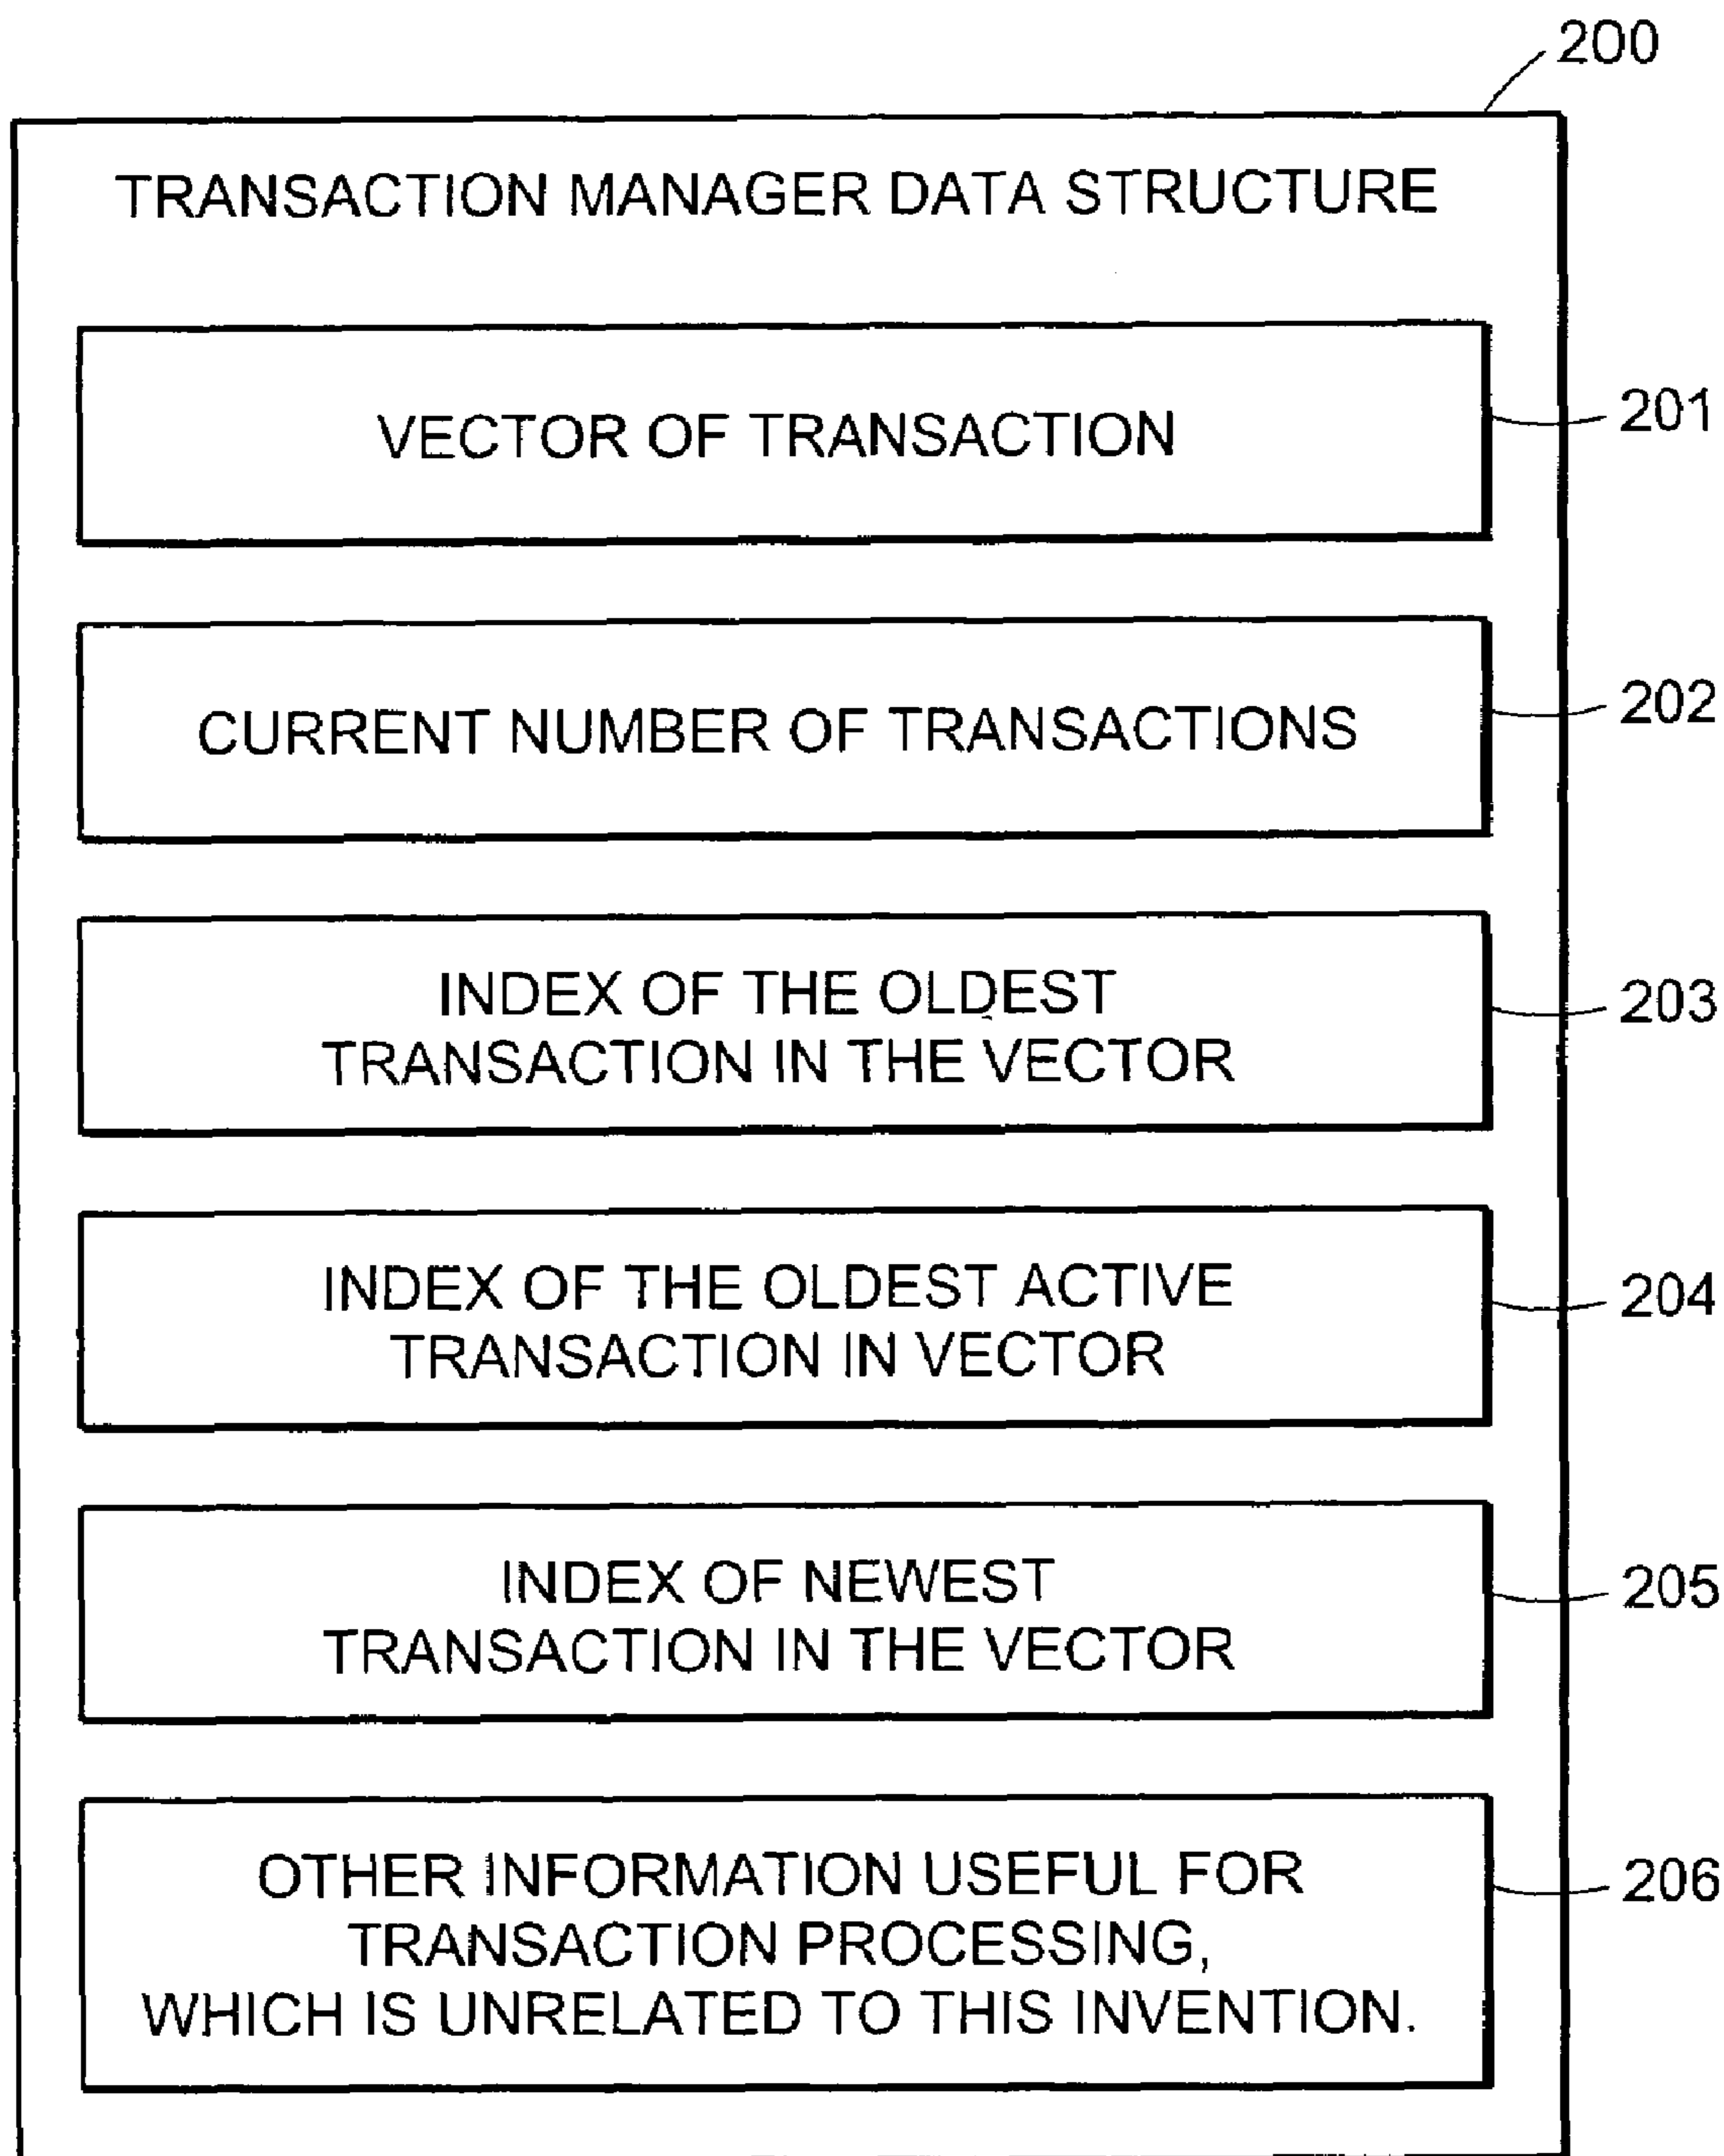 200
TRANSACTION MANAGER DATA STRUCTURE
VECTOR OF TRANSACTION
201
CURRENT NUMBER OF TRANSACTIONS
202
INDEX OF THE OLDEST
TRANSACTION IN THE VECTOR
203
INDEX OF THE OLDEST ACTIVE
TRANSACTION IN VECTOR
204
INDEX OF NEWEST
TRANSACTION IN THE VECTOR
205
OTHER INFORMATION USEFUL FOR
TRANSACTION PROCESSING,
WHICH IS UNRELATED TO THIS INVENTION.
206